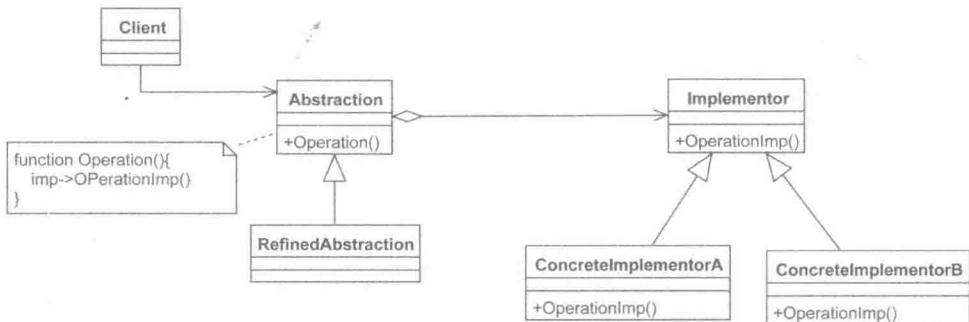 Client
Abstraction
+Operation()
Implementor
+OperationImp()
function Operation(){
imp->OPerationImp()
}
RefinedAbstraction
ConcreteImplementorA
+OperationImp()
ConcreteImplementorB
+OperationImp()